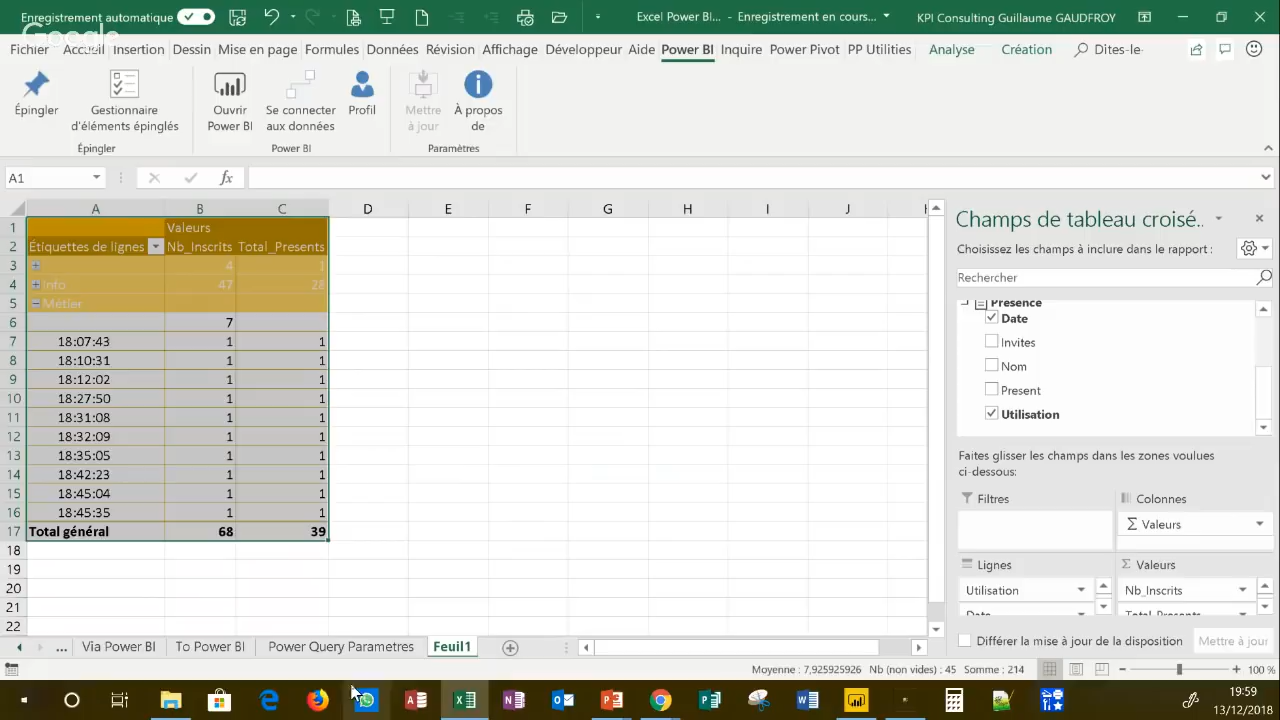 Enregistrement automatique
Excel Power BI... - Enregistrement en cours...
KPI Consulting Guillaume GAUDFROY
Google
Fichier Accueil Insertion Dessin Mise en page Formules Données Révision Affichage Développeur Aide Power BI Inquire Power Pivot PP Utilities Analyse Création Dites-le-
Épingler
Gestionnaire
d'éléments épinglés
Ouvrir
Power BI
Se connecter
aux données
Profil
Mettre
à jour
À propos
de
Épingler Power BI Paramètres
A1 fx
A B C D E F G H I J
1 Valeurs
2 Étiquettes de lignes Nb_Inscrits Total_Presents
3 4 1
4 Info 47 28
5 Métier
6 7
7 18:07:43 1 1
8 18:10:31 1 1
9 18:12:02 1 1
10 18:27:50 1 1
11 18:31:08 1 1
12 18:32:09 1 1
13 18:35:05 1 1
14 18:42:23 1 1
15 18:45:04 1 1
16 18:45:35 1 1
17 Total général 68 39
18
19
20
21
22
Champs de tableau croisé..
Choisissez les champs à inclure dans le rapport :
Rechercher
Presence
Date
Invites
Nom
Present
Utilisation
Faites glisser les champs dans les zones voulues
ci-dessous:
Filtres
Colonnes
Σ Valeurs
Lignes
Σ Valeurs
Utilisation
Nb_Inscrits
Date
Total_Presents
Différer la mise à jour de la disposition
Mettre à jour
... Via Power BI To Power BI Power Query Parametres Feuil1
Moyenne : 7,925925926 Nb (non vides) : 45 Somme : 214
100 %
19:59
13/12/2018